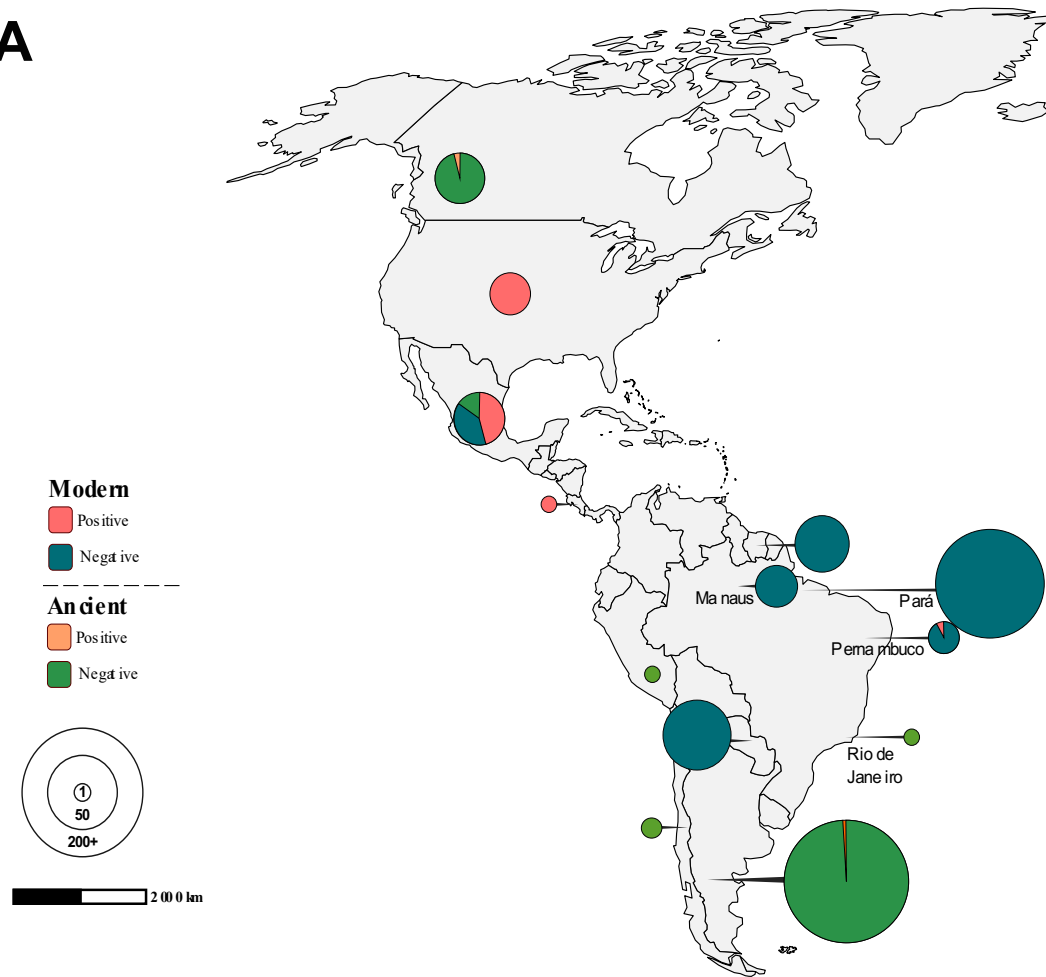 A
Modern
Positive
Negative
Ancient
Positive
Negative
1
50
200+
2000 km
Manaus
Pará
Pernambuco
Rio de
Janeiro